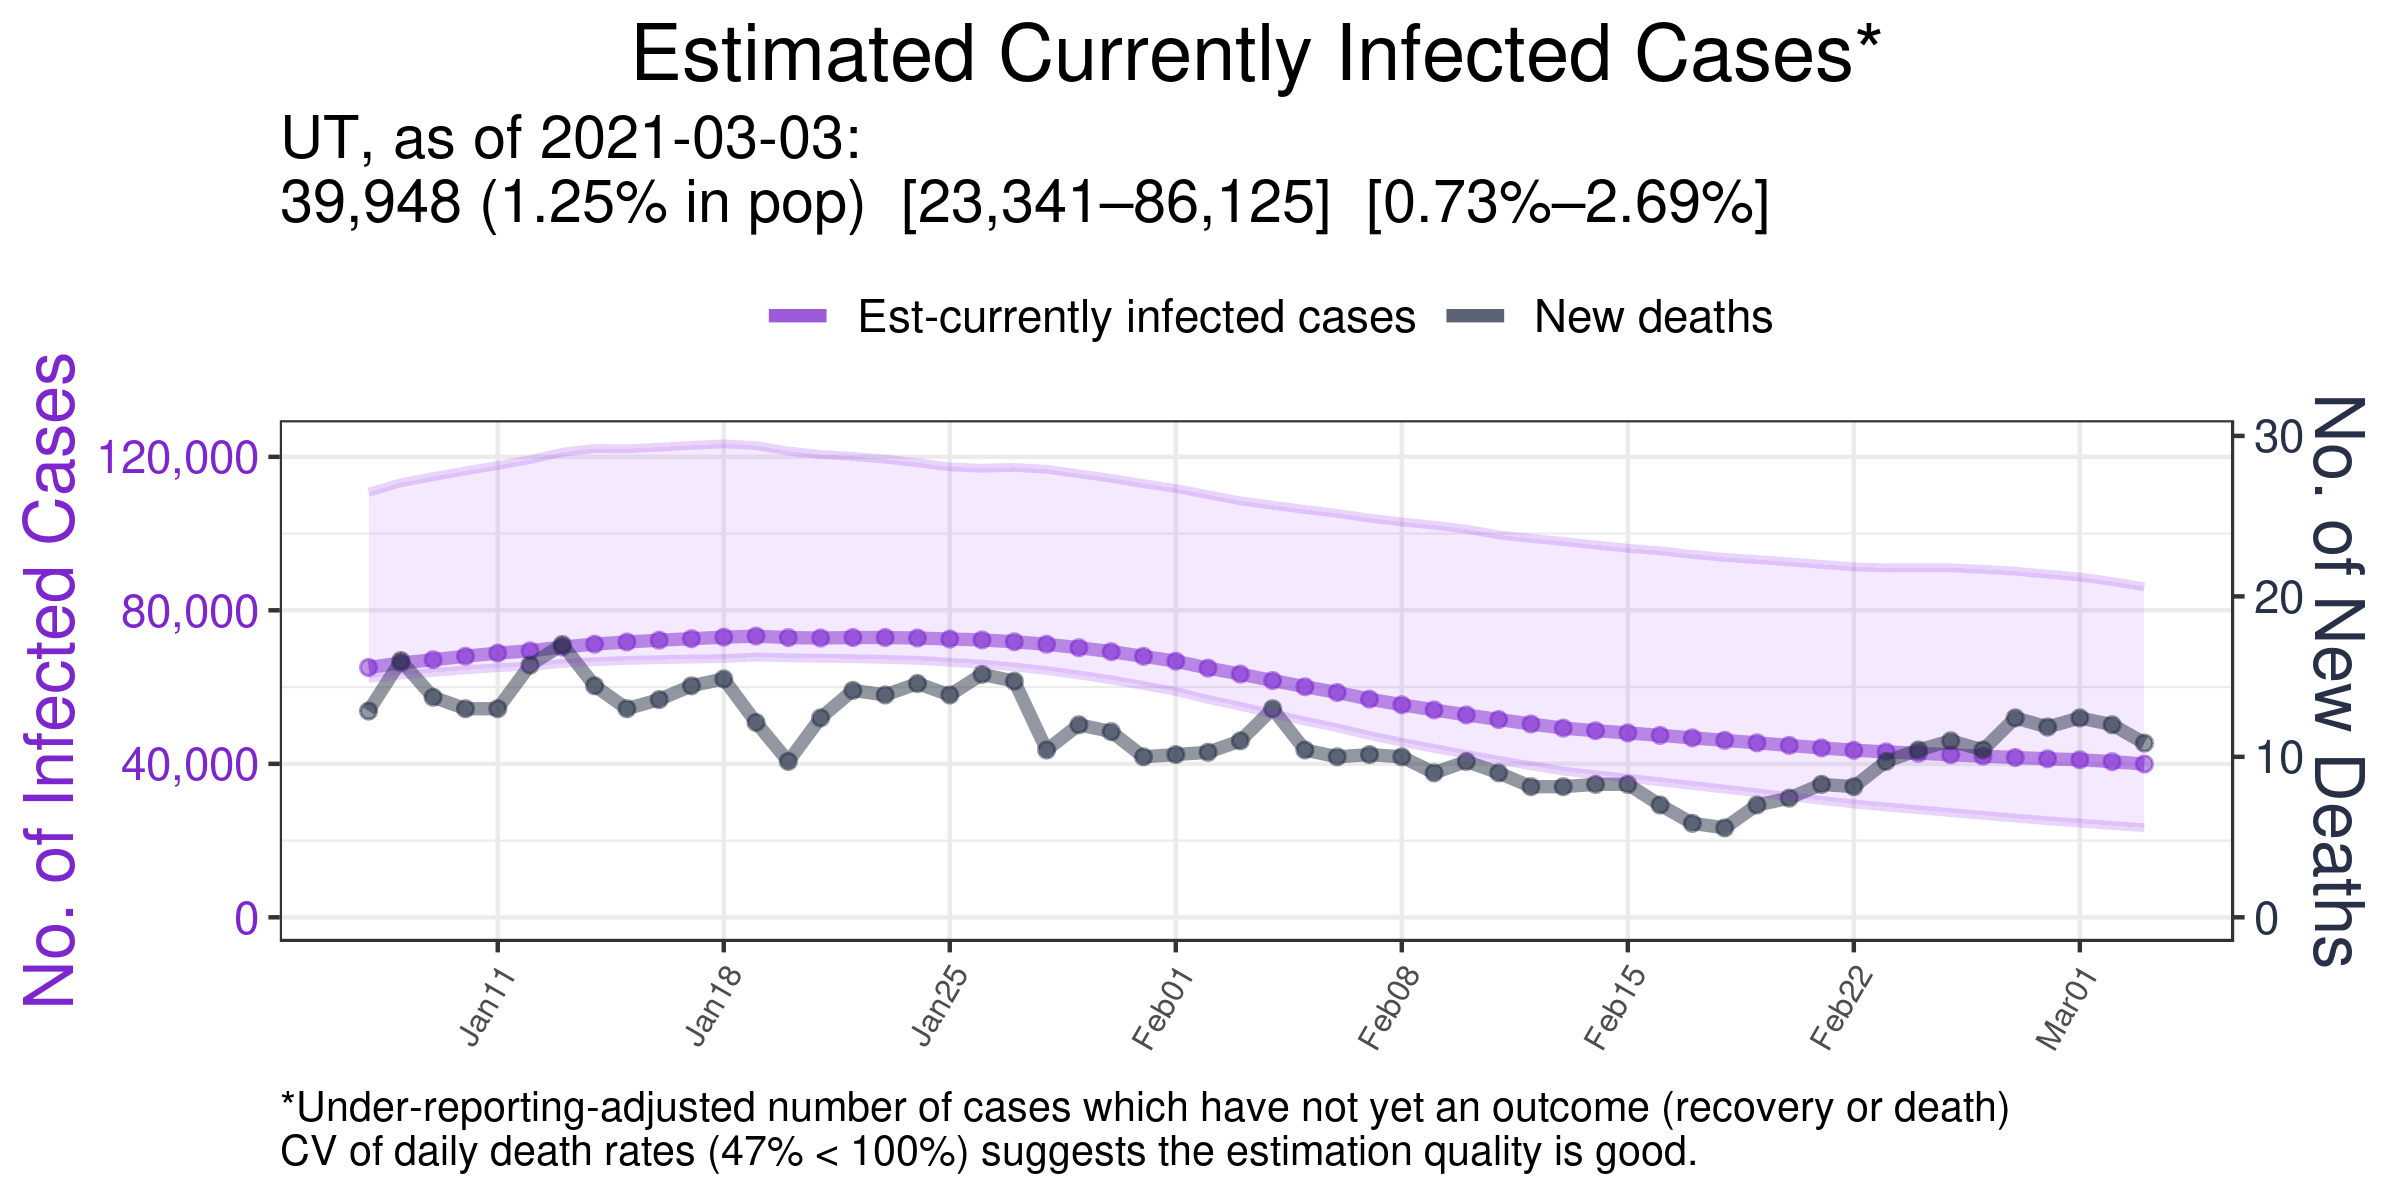 Estimated Currently Infected Cases*
UT, as of 2021-03-03:
39,948 (1.25% in pop)  [23,341–86,125]  [0.73%–2.69%]
Est-currently infected cases
New deaths
No. of Infected Cases
120,000
80,000
40,000
0
30
20
10
0
No. of New Deaths
Jan11
Jan18
Jan25
Feb01
Feb08
Feb15
Feb22
Mar01
*Under-reporting-adjusted number of cases which have not yet an outcome (recovery or death)
CV of daily death rates (47% < 100%) suggests the estimation quality is good.